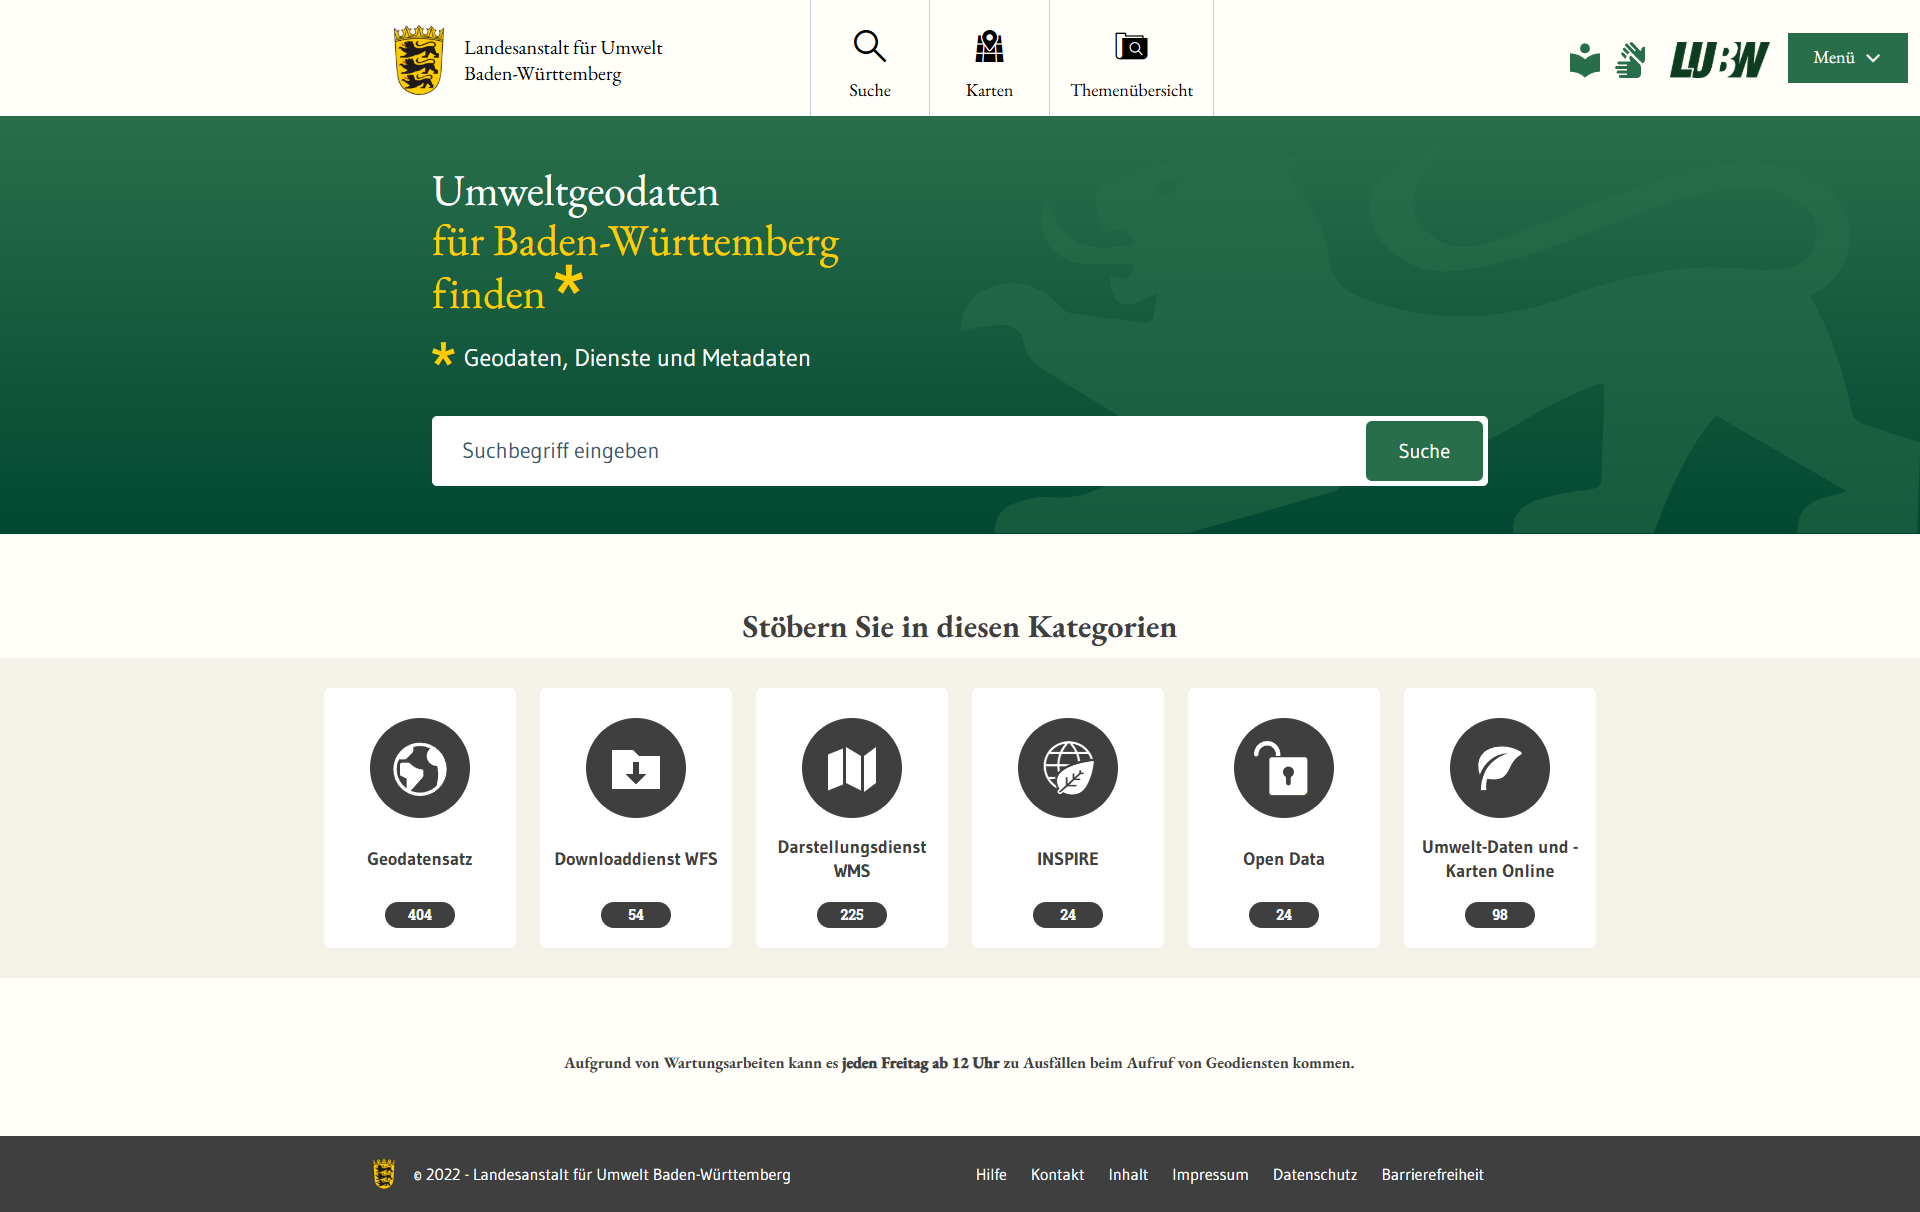 Landesanstalt für Umwelt
Baden-Württemberg
Suche
Karten
Themenübersicht
LUBW
Menü
Umweltgeodaten
für Baden-Württemberg
finden *
* Geodaten, Dienste und Metadaten
Suchbegriff eingeben
Suche
Stöbern Sie in diesen Kategorien
Geodatensatz
404
Downloaddienst WFS
54
Darstellungsdienst
WMS
225
INSPIRE
24
Open Data
24
Umwelt-Daten und -
Karten Online
98
Aufgrund von Wartungsarbeiten kann es jeden Freitag ab 12 Uhr zu Ausfällen beim Aufruf von Geodiensten kommen.
© 2022 - Landesanstalt für Umwelt Baden-Württemberg
Hilfe
Kontakt
Inhalt
Impressum
Datenschutz
Barrierefreiheit